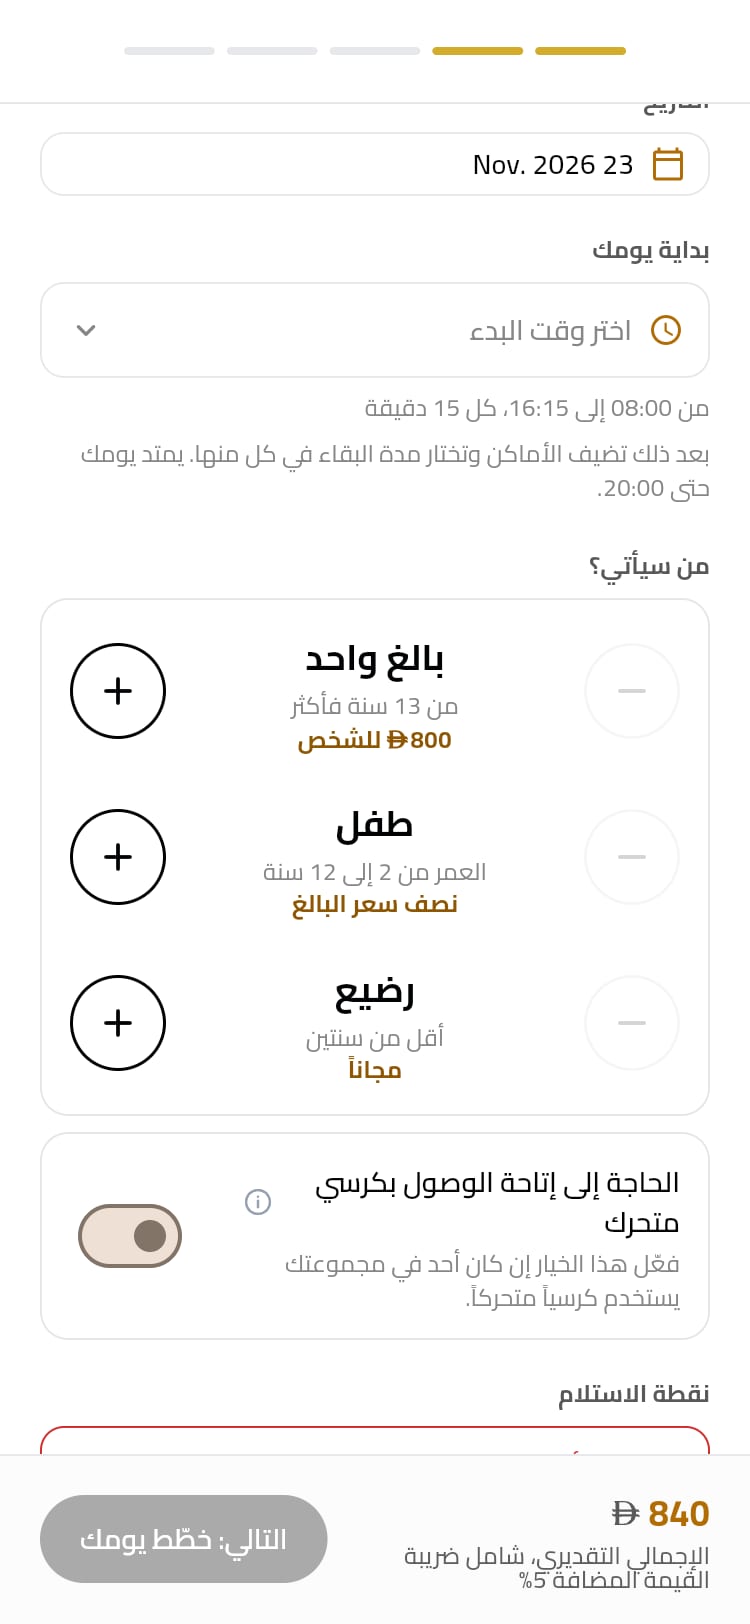 23 Nov. 2026
بداية يومك
اختر وقت البدء
من 08:00 إلى 16:15، كل 15 دقيقة
بعد ذلك تضيف الأماكن وتختار مدة البقاء في كل منها. يمتد يومك
حتى 20:00.
من سيأتي؟
بالغ واحد
من 13 سنة فأكثر
800 للشخص
طفل
العمر من 2 إلى 12 سنة
نصف سعر البالغ
رضيع
أقل من سنتين
مجاناً
الحاجة إلى إتاحة الوصول بكرسي
متحرك
فعّل هذا الخيار إن كان أحد في مجموعتك
يستخدم كرسياً متحركاً.
نقطة الاستلام
840
الإجمالي التقديري، شامل ضريبة
القيمة المضافة 5%
التالي: خطّط يومك